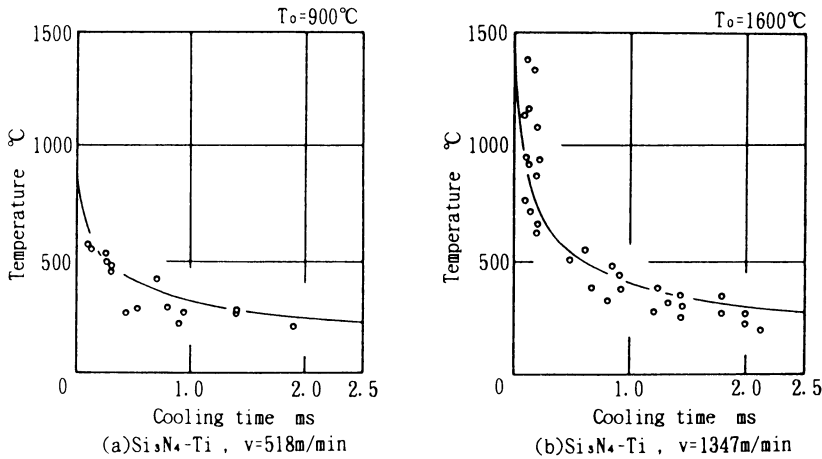 T₀=900℃
1500
1000
500
0
1.0
2.0
2.5
Temperature ℃
Cooling time ms
(a)Si₃N₄-Ti , v=518m/min
T₀=1600℃
1500
1000
500
0
1.0
2.0
2.5
Temperature ℃
Cooling time ms
(b)Si₃N₄-Ti , v=1347m/min